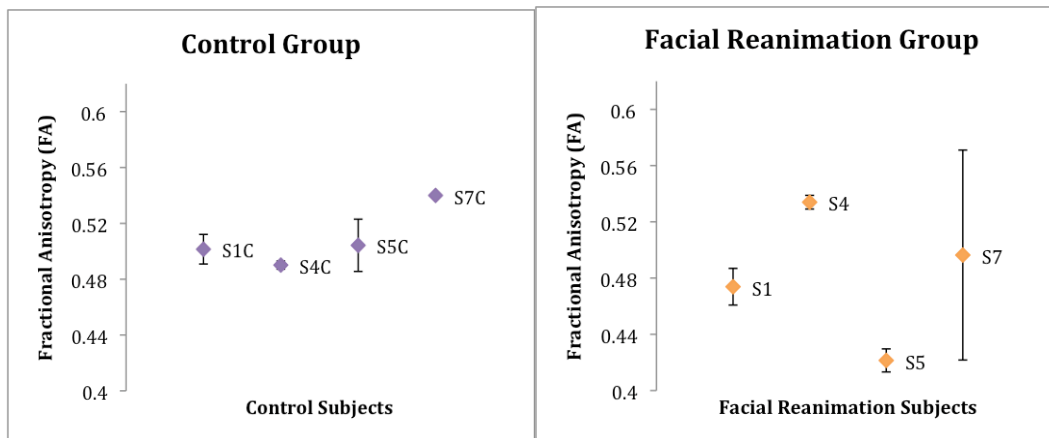 Control Group
Fractional Anisotropy (FA)
0.6
0.56
0.52
0.48
0.44
0.4
S1C
S4C
S5C
S7C
Control Subjects
Facial Reanimation Group
Fractional Anisotropy (FA)
0.6
0.56
0.52
0.48
0.44
0.4
S1
S4
S5
S7
Facial Reanimation Subjects